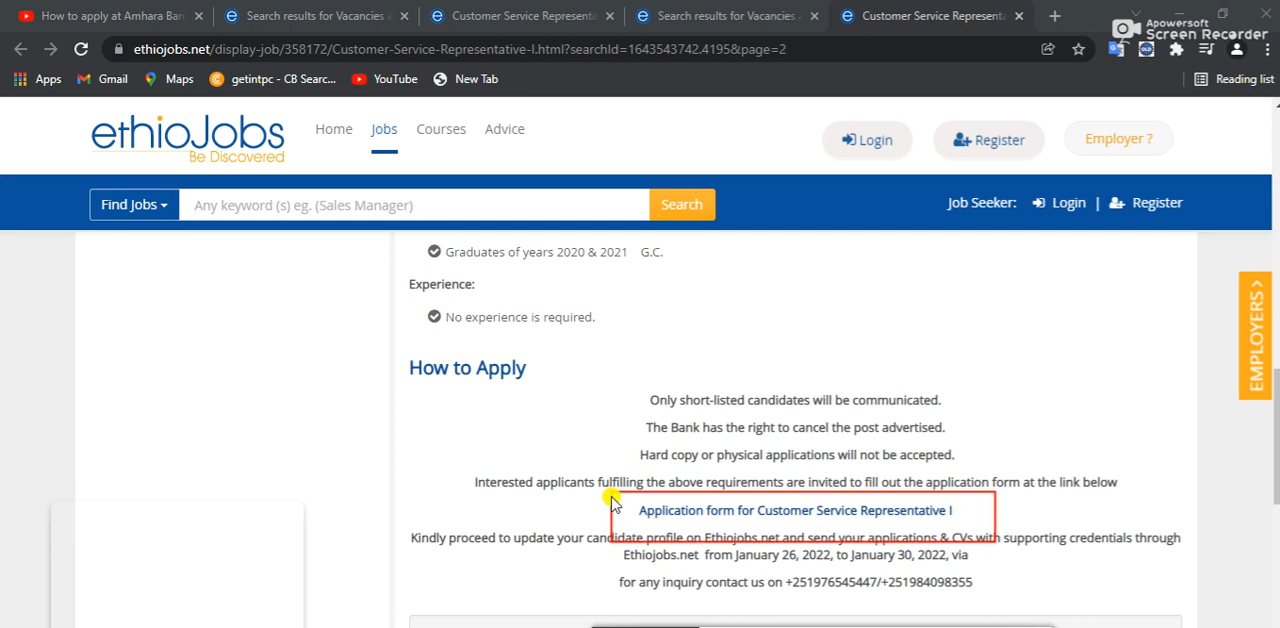 How to apply at Amhara Ban
Search results for Vacancies a
Customer Service Representa
Search results for Vacancies a
Customer Service Representa
Apowersoft
Screen Recorder
ethiojobs.net/display-job/358172/Customer-Service-Representative-I.html?searchId=1643543742.4195&page=2
Apps
Gmail
Maps
getintpc - CB Searc...
YouTube
New Tab
Reading list
ethioJobs
Be Discovered
Home
Jobs
Courses
Advice
Login
Register
Employer ?
Find Jobs
Any keyword (s) eg. (Sales Manager)
Search
Job Seeker: Login | Register
EMPLOYERS >
Graduates of years 2020 & 2021 G.C.
Experience:
No experience is required.
How to Apply
Only short-listed candidates will be communicated.
The Bank has the right to cancel the post advertised.
Hard copy or physical applications will not be accepted.
Interested applicants fulfilling the above requirements are invited to fill out the application form at the link below
Application form for Customer Service Representative I
Kindly proceed to update your candidate profile on Ethiojobs.net and send your applications & CVs with supporting credentials through
Ethiojobs.net from January 26, 2022, to January 30, 2022, via
for any inquiry contact us on +251976545447/+251984098355